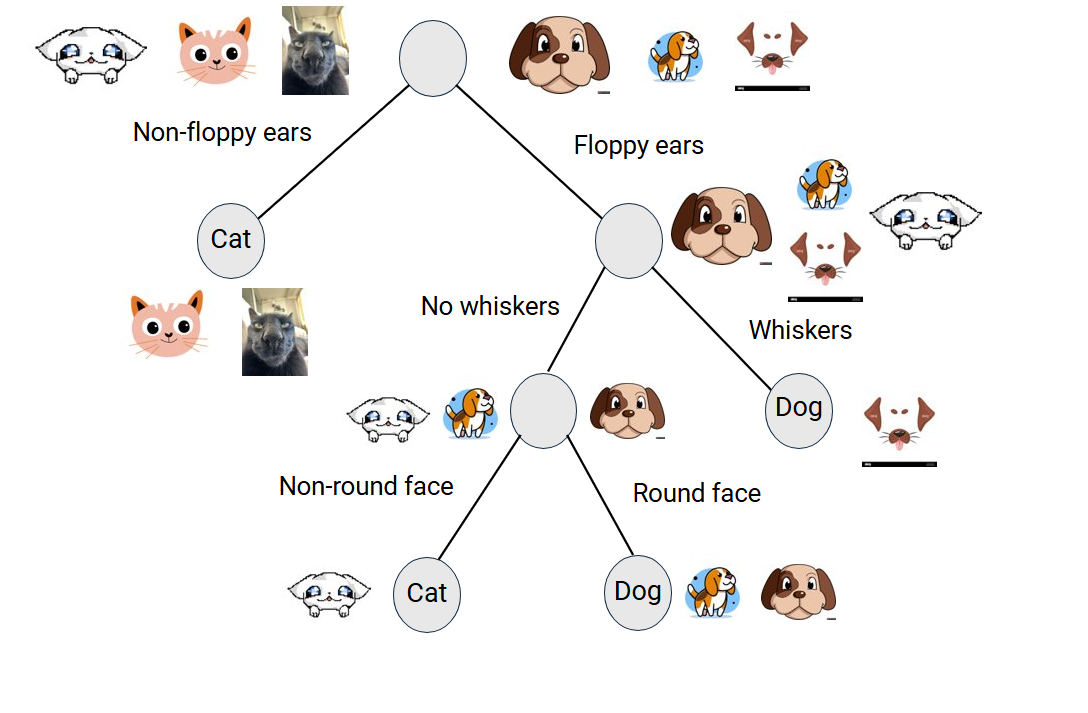 Non-floppy ears
Floppy ears
Cat
No whiskers
Whiskers
Dog
Non-round face
Round face
Cat
Dog